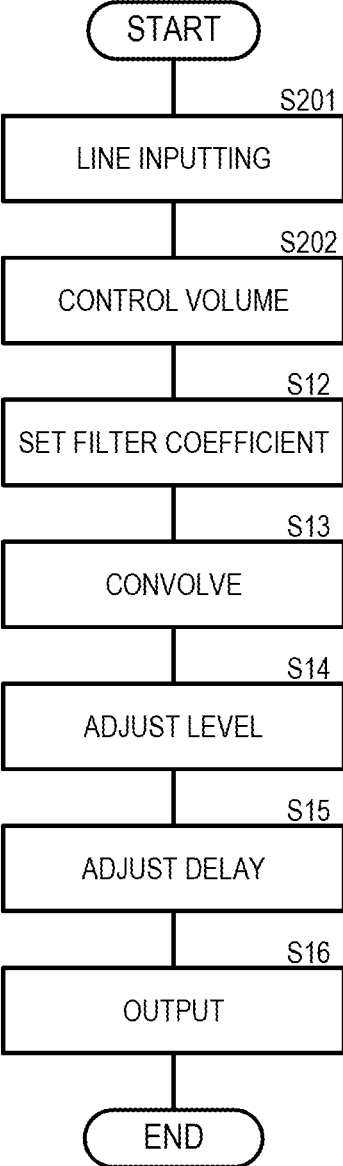 START
S201
LINE INPUTTING
S202
CONTROL VOLUME
S12
SET FILTER COEFFICIENT
S13
CONVOLVE
S14
ADJUST LEVEL
S15
ADJUST DELAY
S16
OUTPUT
END